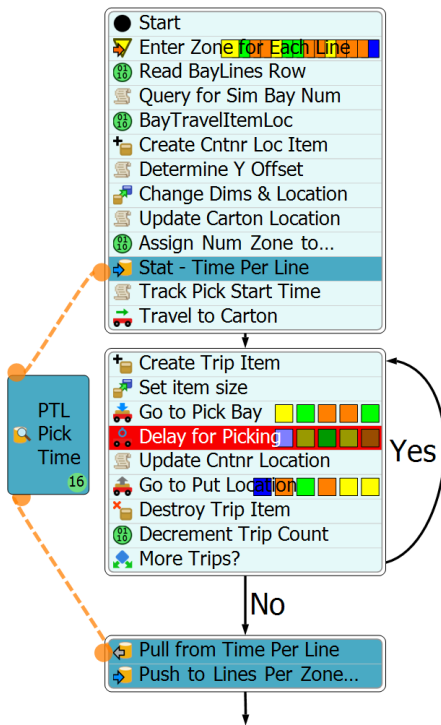 Start
Enter Zone for Each Line
Read BayLines Row
Query for Sim Bay Num
BayTravelItemLoc
Create Cntnr Loc Item
Determine Y Offset
Change Dims & Location
Update Carton Location
Assign Num Zone to...
Stat - Time Per Line
Track Pick Start Time
Travel to Carton
Create Trip Item
Set item size
Go to Pick Bay
Delay for Picking
Update Cntnr Location
Go to Put Location
Destroy Trip Item
Decrement Trip Count
More Trips?
Yes
PTL
Pick
Time
16
No
Pull from Time Per Line
Push to Lines Per Zone...